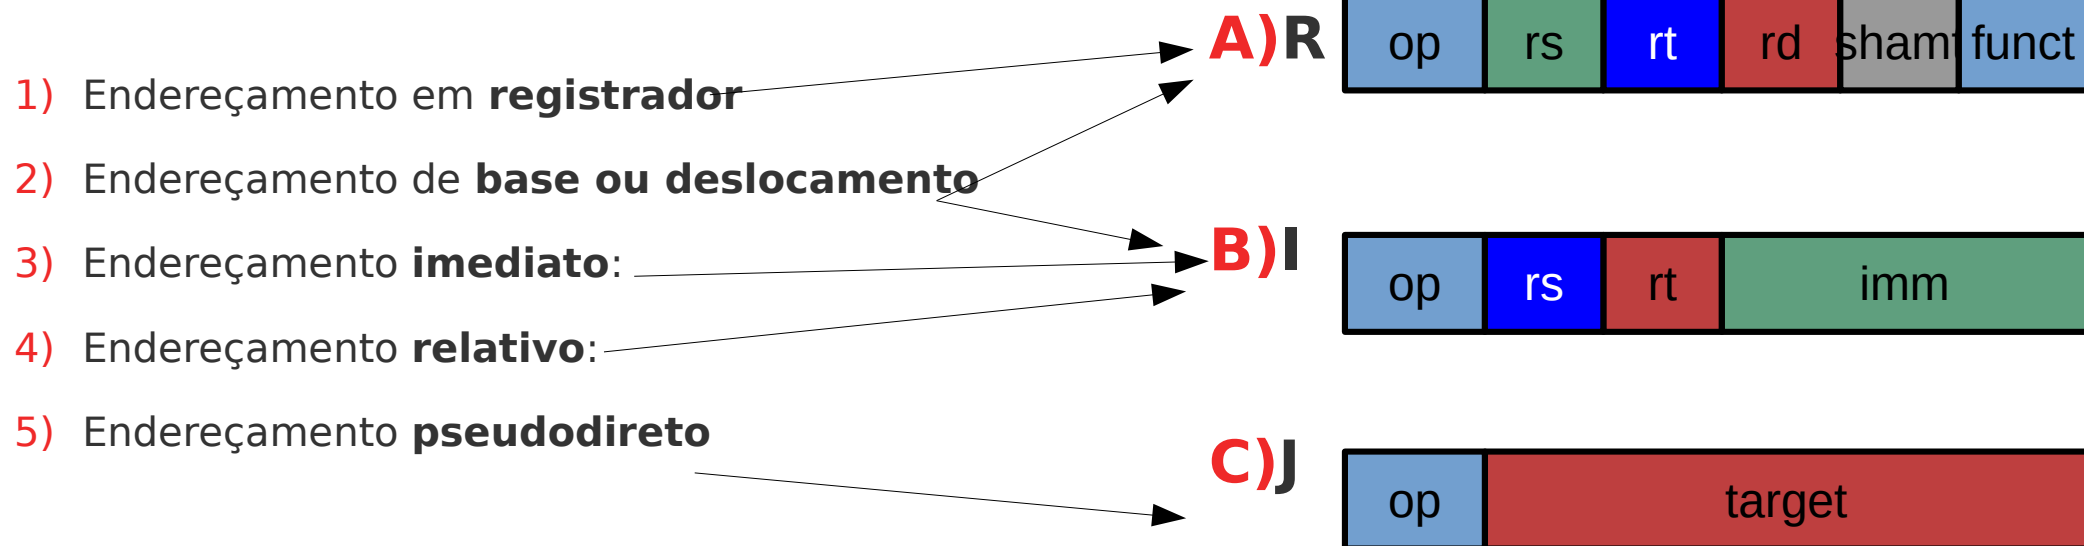 1) Endereçamento em registrador
2) Endereçamento de base ou deslocamento
3) Endereçamento imediato:
4) Endereçamento relativo:
5) Endereçamento pseudodireto
A)R
op rs rt rd shamt funct
B)I
op rs rt imm
C)J
op target